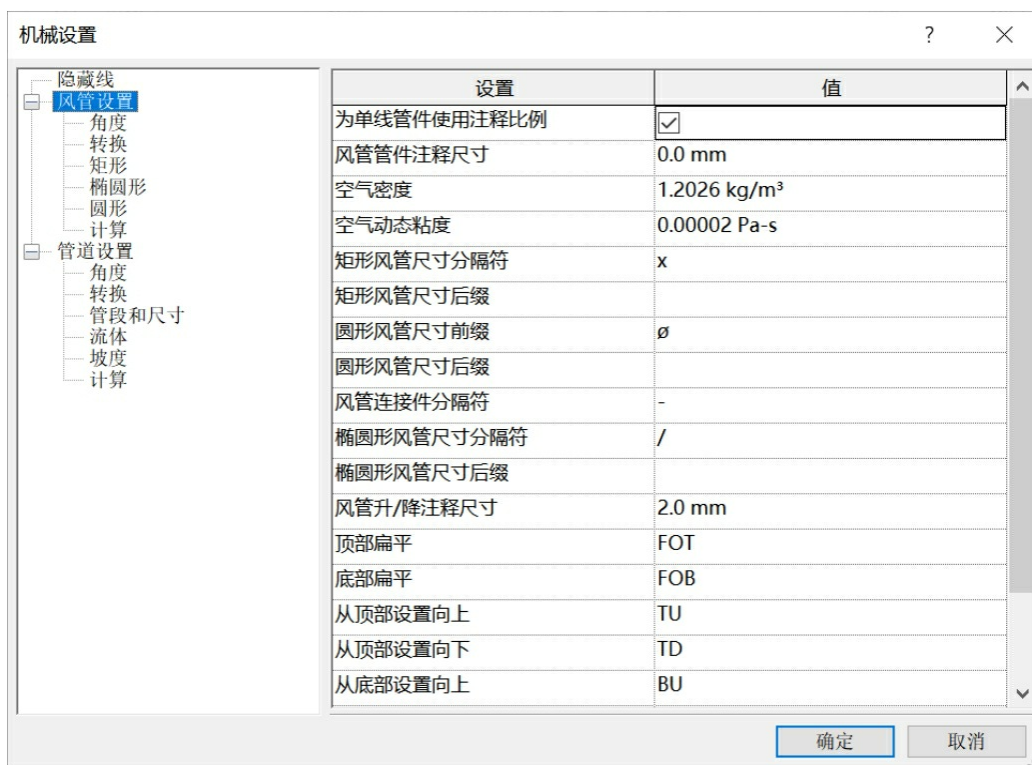 机械设置
?
隐藏线
风管设置
角度
转换
矩形
椭圆形
圆形
计算
管道设置
角度
转换
管段和尺寸
流体
坡度
计算
设置 值
为单线管件使用注释比例
风管管件注释尺寸 0.0 mm
空气密度 1.2026 kg/m³
空气动态粘度 0.00002 Pa-s
矩形风管尺寸分隔符 x
矩形风管尺寸后缀
圆形风管尺寸前缀 ø
圆形风管尺寸后缀
风管连接件分隔符 -
椭圆形风管尺寸分隔符 /
椭圆形风管尺寸后缀
风管升/降注释尺寸 2.0 mm
顶部扁平 FOT
底部扁平 FOB
从顶部设置向上 TU
从顶部设置向下 TD
从底部设置向上 BU
确定 取消